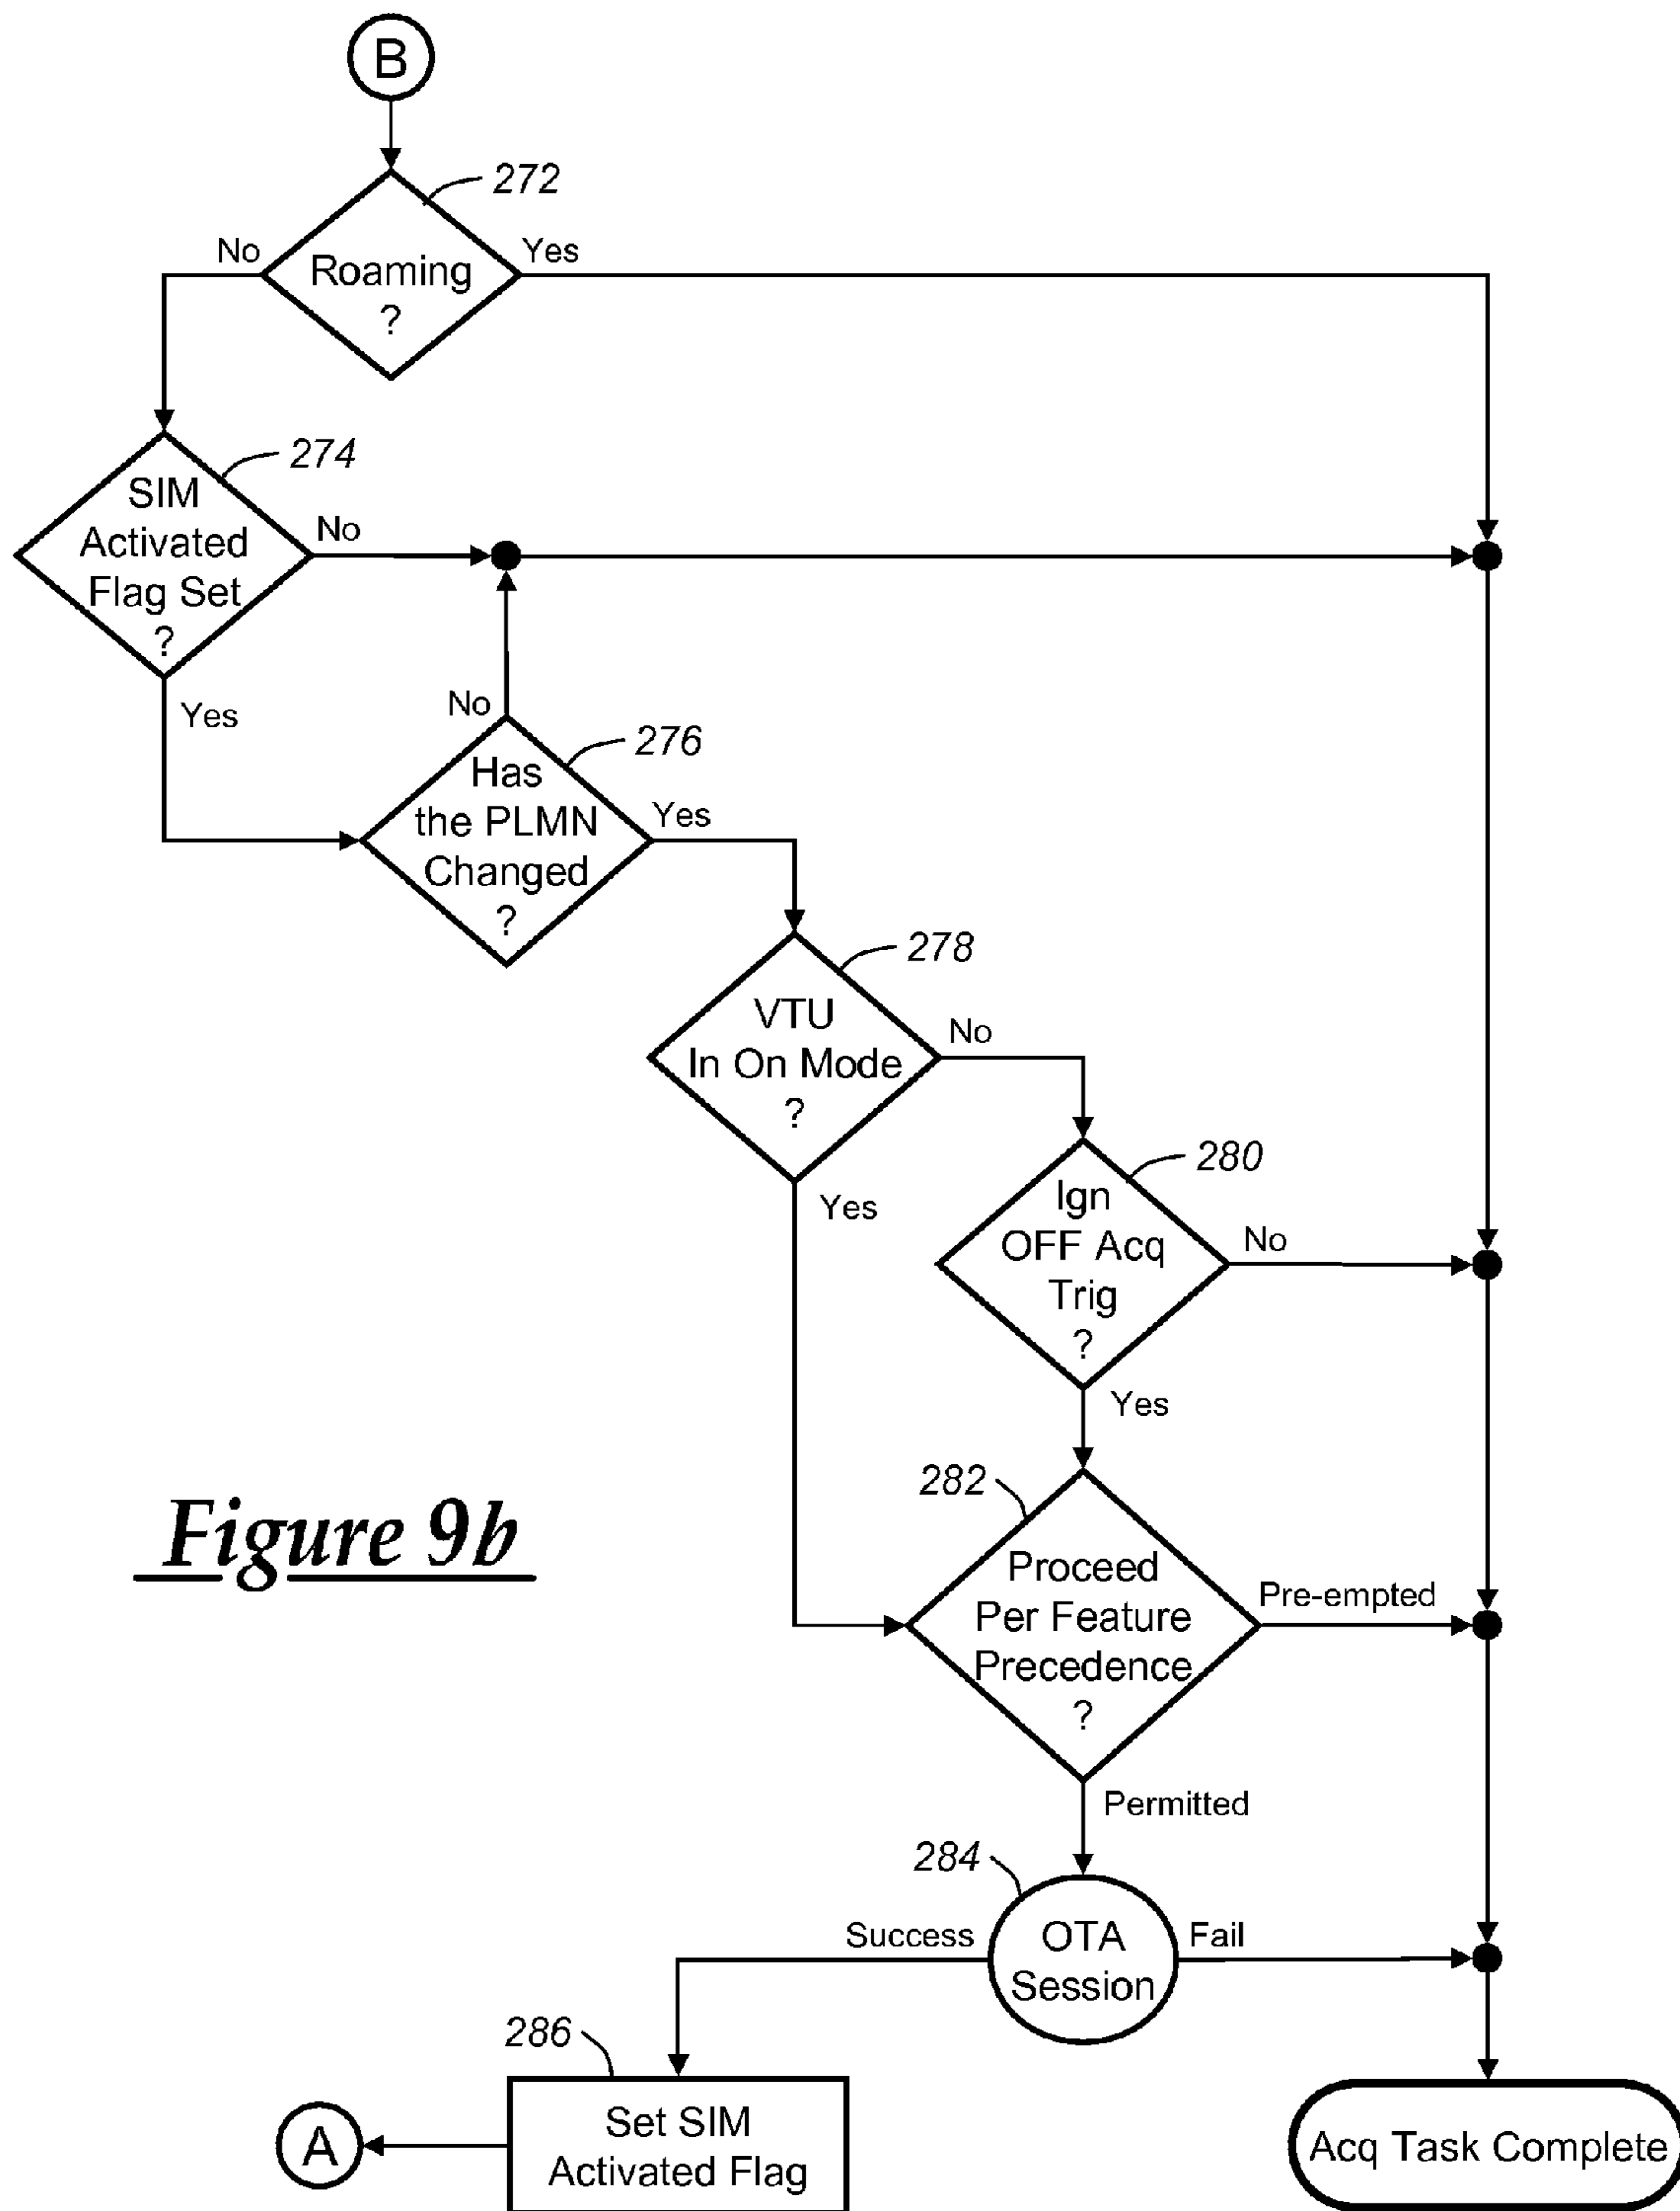 B
272
No
Yes
Roaming
?
274
SIM
Activated
Flag Set
?
No
Yes
No
276
Has
the PLMN
Changed
?
Yes
278
VTU
In On Mode
?
No
Yes
280
Ign
OFF Acq
Trig
?
No
Yes
282
Proceed
Per Feature
Precedence
?
Pre-empted
Permitted
Figure 9b
284
Success
OTA
Session
Fail
286
Set SIM
Activated Flag
A
Acq Task Complete